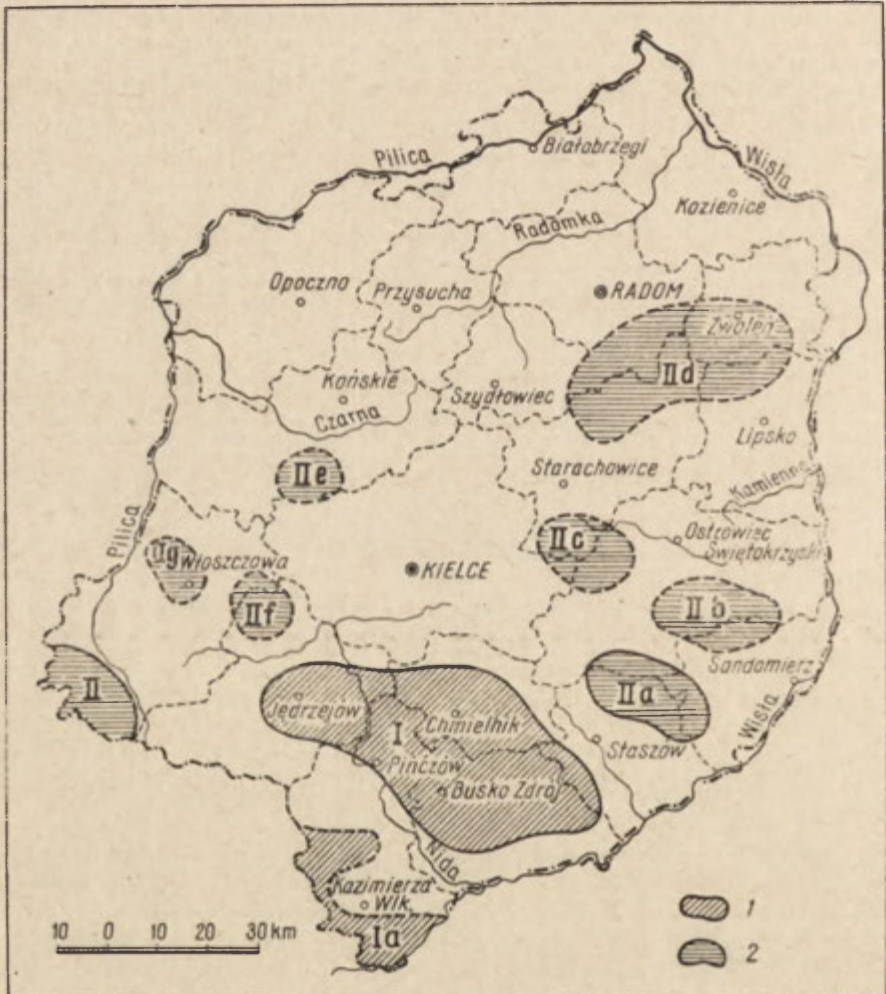 Pilica
Białobrzegi
Wisła
Kozienice
Radomka
Opoczno
Przysucha
RADOM
Zwoleń
IId
Końskie
Czarna
Szydłowiec
Lipsko
Starachowice
Kamienna
IIe
Pilica
IIg
Włoszczowa
IIc
Ostrowiec
Świętokrzyski
KIELCE
IIf
IIb
Sandomierz
II
IIa
Jędrzejów
I
Chmielnik
Staszów
Wisła
Pińczów
Busko Zdrój
Nida
Kazimierza
Wlk.
Ia
10 0 10 20 30 km
1
2